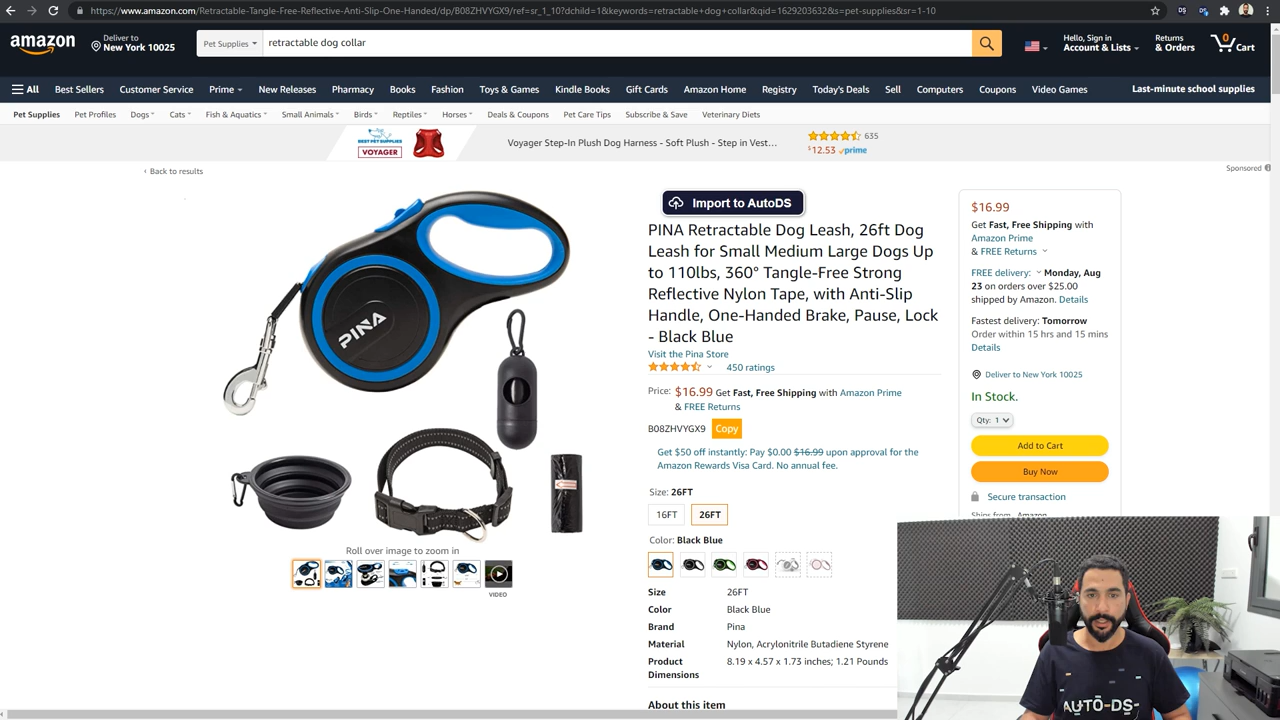 https://www.amazon.com/Retractable-Tangle-Free-Reflective-Anti-Slip-One-Handed/dp/B08ZHVYGX9/ref=sr_1_10?dchild=1&keywords=retractable+dog+collar&qid=1629203632&s=pet-supplies&sr=1-10
amazon
Deliver to
New York 10025
Pet Supplies
retractable dog collar
Hello, Sign in
Account & Lists
Returns
& Orders
0
Cart
All
Best Sellers
Customer Service
Prime
New Releases
Pharmacy
Books
Fashion
Toys & Games
Kindle Books
Gift Cards
Amazon Home
Registry
Today's Deals
Sell
Computers
Coupons
Video Games
Last-minute school supplies
Pet Supplies
Pet Profiles
Dogs
Cats
Fish & Aquatics
Small Animals
Birds
Reptiles
Horses
Deals & Coupons
Pet Care Tips
Subscribe & Save
Veterinary Diets
BEST PET SUPPLIES
VOYAGER
Voyager Step-In Plush Dog Harness - Soft Plush - Step in Vest…
635
$12.53 prime
Sponsored
‹ Back to results
PINA
Roll over image to zoom in
VIDEO
Import to AutoDS
PINA Retractable Dog Leash, 26ft Dog
Leash for Small Medium Large Dogs Up
to 110lbs, 360° Tangle-Free Strong
Reflective Nylon Tape, with Anti-Slip
Handle, One-Handed Brake, Pause, Lock
- Black Blue
Visit the Pina Store
450 ratings
Price: $16.99 Get Fast, Free Shipping with Amazon Prime
& FREE Returns
B08ZHVYGX9 Copy
Get $50 off instantly: Pay $0.00 $16.99 upon approval for the
Amazon Rewards Visa Card. No annual fee.
Size: 26FT
16FT
26FT
Color: Black Blue
Size 26FT
Color Black Blue
Brand Pina
Material Nylon, Acrylonitrile Butadiene Styrene
Product 8.19 x 4.57 x 1.73 inches; 1.21 Pounds
Dimensions
About this item
$16.99
Get Fast, Free Shipping with
Amazon Prime
& FREE Returns
FREE delivery: Monday, Aug
23 on orders over $25.00
shipped by Amazon. Details
Fastest delivery: Tomorrow
Order within 15 hrs and 15 mins
Details
Deliver to New York 10025
In Stock.
Qty: 1
Add to Cart
Buy Now
Secure transaction
Ships from Amazon
AUTO-DS-